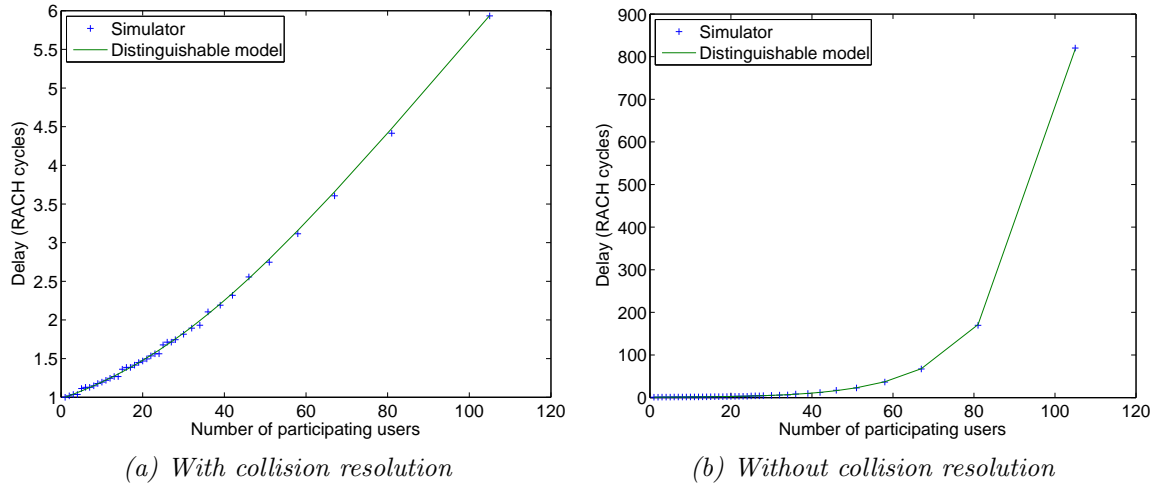 6
5.5
5
4.5
4
3.5
3
2.5
2
1.5
1
Delay (RACH cycles)
Simulator
Distinguishable model
0 20 40 60 80 100 120
Number of participating users
(a) With collision resolution
900
800
700
600
500
400
300
200
100
0
Delay (RACH cycles)
Simulator
Distinguishable model
0 20 40 60 80 100 120
Number of participating users
(b) Without collision resolution